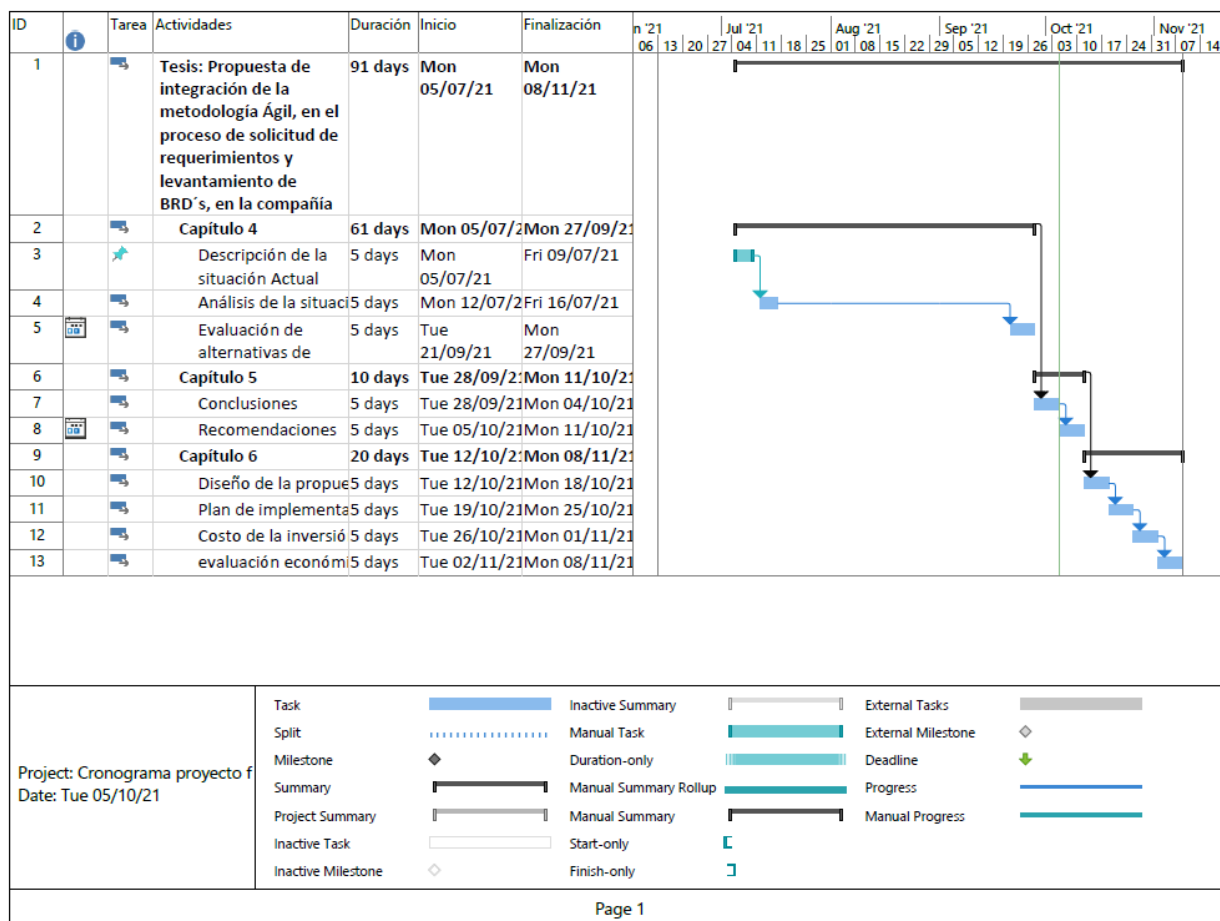 ID Tarea Actividades Duración Inicio Finalización n '21 Jul '21 Aug '21 Sep '21 Oct '21 Nov '21
06 13 20 27 04 11 18 25 01 08 15 22 29 05 12 19 26 03 10 17 24 31 07 14
1 Tesis: Propuesta de 91 days Mon Mon
integración de la 05/07/21 08/11/21
metodología Ágil, en el
proceso de solicitud de
requerimientos y
levantamiento de
BRD´s, en la compañía
2 Capítulo 4 61 days Mon 05/07/2 Mon 27/09/21
3 Descripción de la 5 days Mon Fri 09/07/21
situación Actual 05/07/21
4 Análisis de la situaci 5 days Mon 12/07/2 Fri 16/07/21
5 Evaluación de 5 days Tue Mon
alternativas de 21/09/21 27/09/21
6 Capítulo 5 10 days Tue 28/09/21 Mon 11/10/21
7 Conclusiones 5 days Tue 28/09/21 Mon 04/10/21
8 Recomendaciones 5 days Tue 05/10/21 Mon 11/10/21
9 Capítulo 6 20 days Tue 12/10/21 Mon 08/11/21
10 Diseño de la propue 5 days Tue 12/10/21 Mon 18/10/21
11 Plan de implementa 5 days Tue 19/10/21 Mon 25/10/21
12 Costo de la inversió 5 days Tue 26/10/21 Mon 01/11/21
13 evaluación económi 5 days Tue 02/11/21 Mon 08/11/21
Project: Cronograma proyecto f
Date: Tue 05/10/21
Task Inactive Summary External Tasks
Split Manual Task External Milestone
Milestone Duration-only Deadline
Summary Manual Summary Rollup Progress
Project Summary Manual Summary Manual Progress
Inactive Task Start-only
Inactive Milestone Finish-only
Page 1